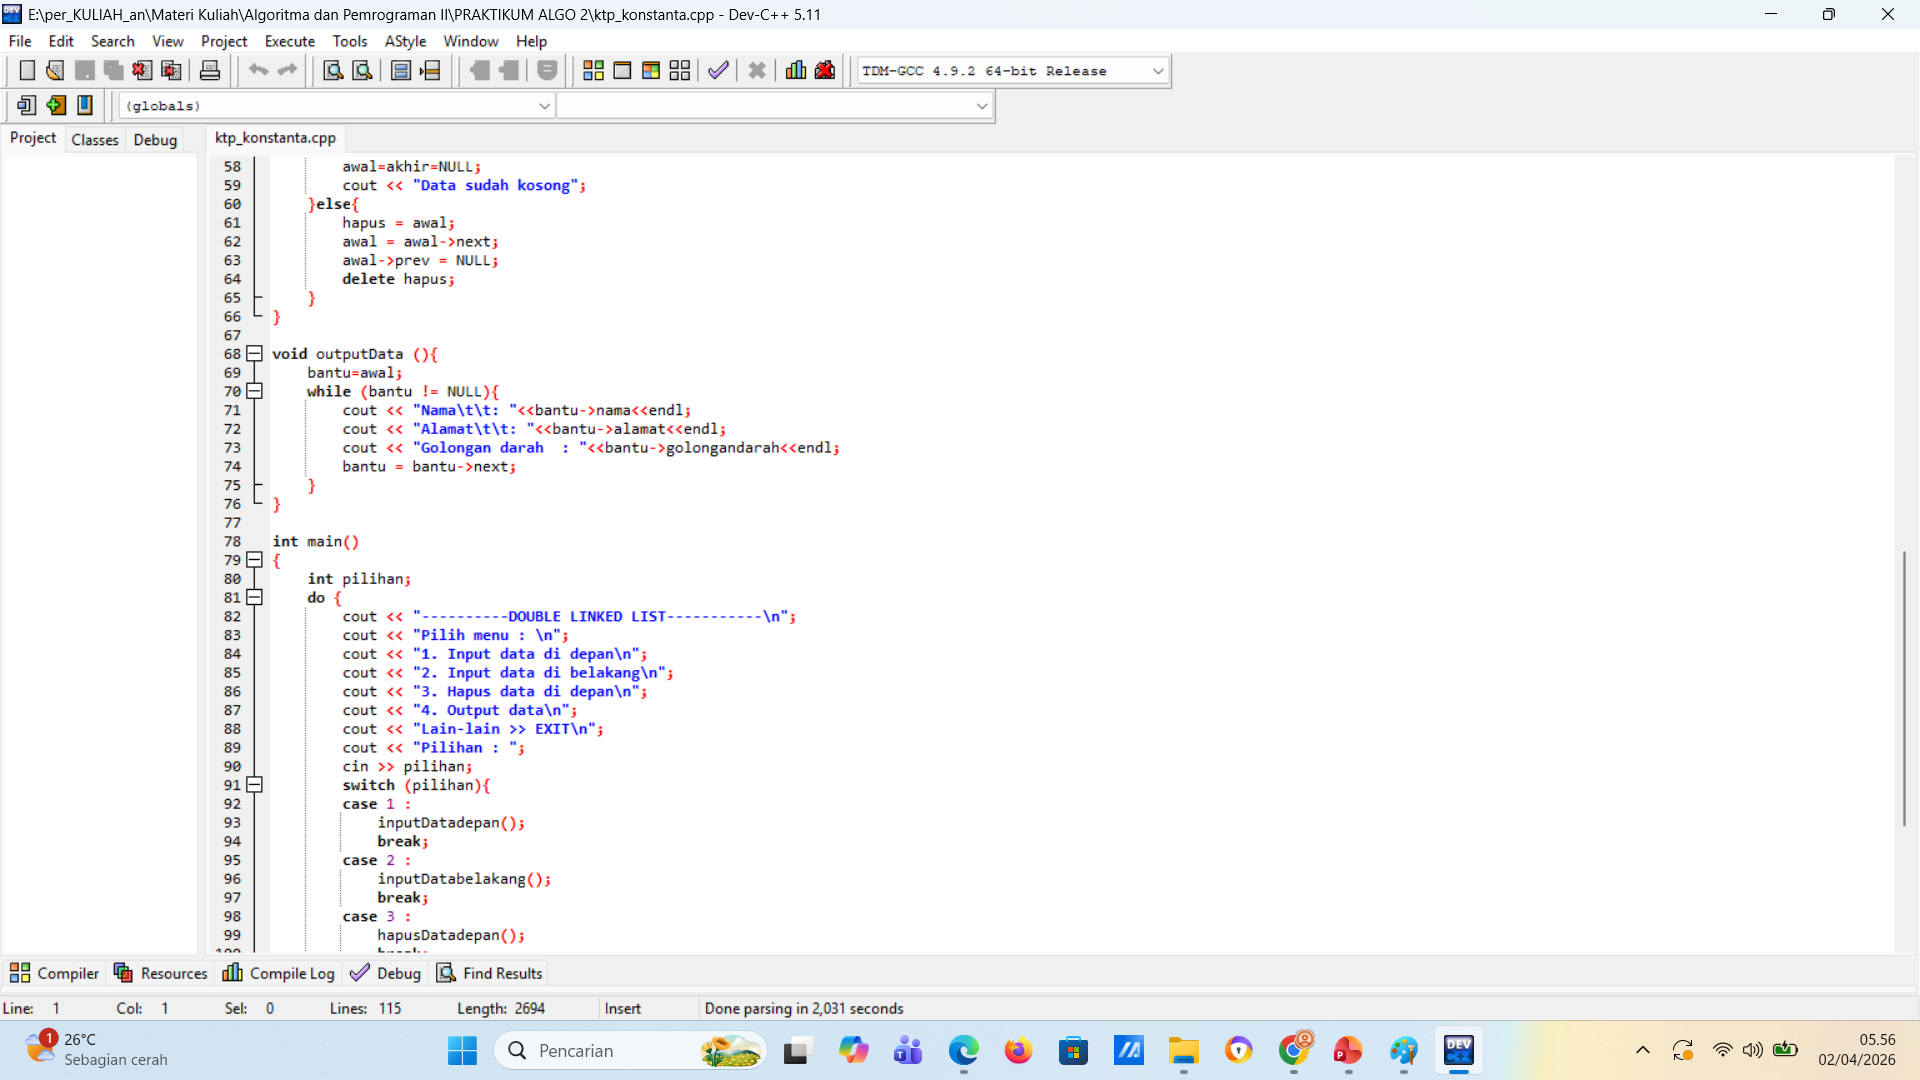 E:\per_KULIAH_an\Materi Kuliah\Algoritma dan Pemrograman II\PRAKTIKUM ALGO 2\ktp_konstanta.cpp - Dev-C++ 5.11
File Edit Search View Project Execute Tools AStyle Window Help
TDM-GCC 4.9.2 64-bit Release
(globals)
Project Classes Debug ktp_konstanta.cpp
58 awal=akhir=NULL;
59 cout << "Data sudah kosong";
60 }else{
61 hapus = awal;
62 awal = awal->next;
63 awal->prev = NULL;
64 delete hapus;
65 }
66 }
67
68 void outputData (){
69 bantu=awal;
70 while (bantu != NULL){
71 cout << "Nama\t\t: "<<bantu->nama<<endl;
72 cout << "Alamat\t\t: "<<bantu->alamat<<endl;
73 cout << "Golongan darah  : "<<bantu->golongandarah<<endl;
74 bantu = bantu->next;
75 }
76 }
77
78 int main()
79 {
80 int pilihan;
81 do {
82 cout << "----------DOUBLE LINKED LIST-----------\n";
83 cout << "Pilih menu : \n";
84 cout << "1. Input data di depan\n";
85 cout << "2. Input data di belakang\n";
86 cout << "3. Hapus data di depan\n";
87 cout << "4. Output data\n";
88 cout << "Lain-lain >> EXIT\n";
89 cout << "Pilihan : ";
90 cin >> pilihan;
91 switch (pilihan){
92 case 1 :
93 inputDatadepan();
94 break;
95 case 2 :
96 inputDatabelakang();
97 break;
98 case 3 :
99 hapusDatadepan();
Compiler Resources Compile Log Debug Find Results
Line: 1 Col: 1 Sel: 0 Lines: 115 Length: 2694 Insert Done parsing in 2,031 seconds
1 26°C
Sebagian cerah
Pencarian
DEV C++
05.56
02/04/2026